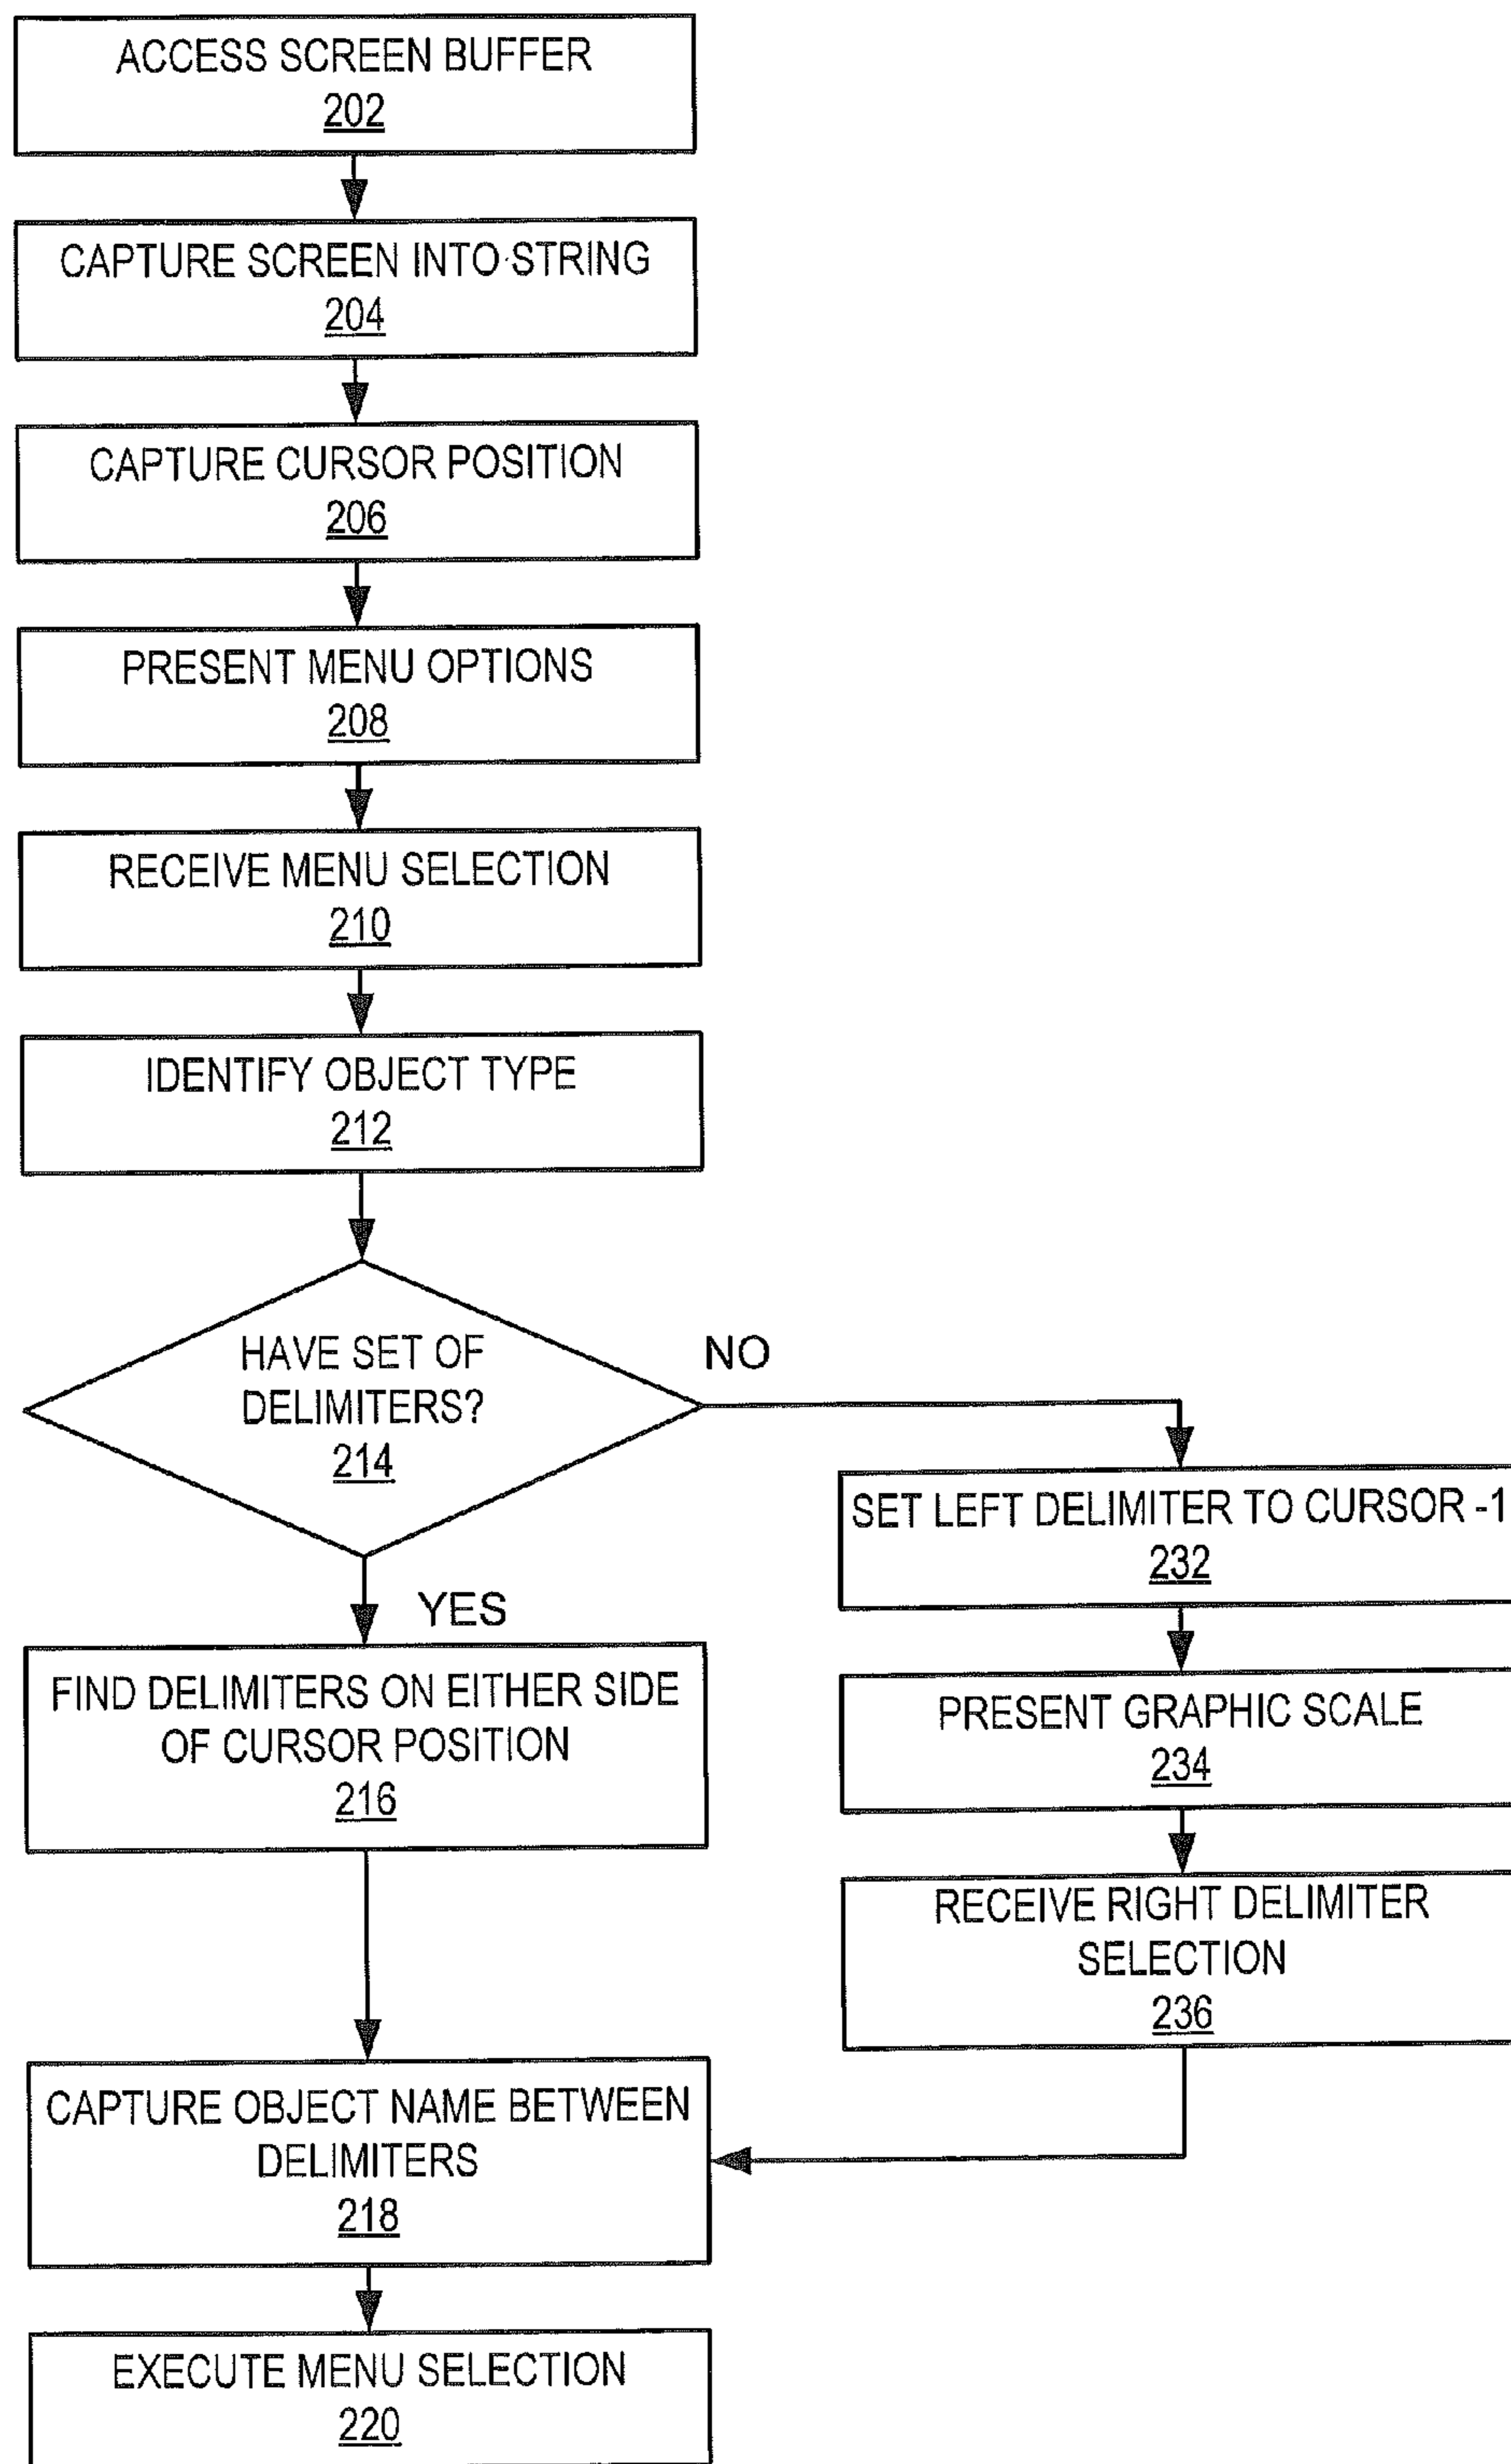 ACCESS SCREEN BUFFER
202
CAPTURE SCREEN INTO STRING
204
CAPTURE CURSOR POSITION
206
PRESENT MENU OPTIONS
208
RECEIVE MENU SELECTION
210
IDENTIFY OBJECT TYPE
212
HAVE SET OF
DELIMITERS?
214
NO
YES
FIND DELIMITERS ON EITHER SIDE
OF CURSOR POSITION
216
SET LEFT DELIMITER TO CURSOR -1
232
PRESENT GRAPHIC SCALE
234
RECEIVE RIGHT DELIMITER
SELECTION
236
CAPTURE OBJECT NAME BETWEEN
DELIMITERS
218
EXECUTE MENU SELECTION
220